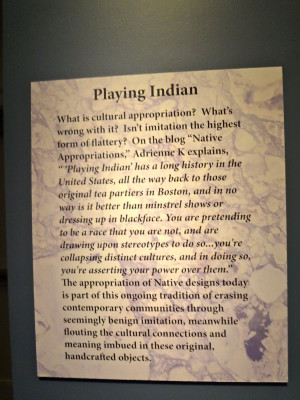 Playing Indian
What is cultural appropriation? What's
wrong with it? Isn't imitation the highest
form of flattery? On the blog "Native
Appropriations," Adrienne K explains,
"'Playing Indian' has a long history in the
United States, all the way back to those
original tea partiers in Boston, and in no
way is it better than minstrel shows or
dressing up in blackface. You are pretending
to be a race that you are not, and are
drawing upon stereotypes to do so...you're
collapsing distinct cultures, and in doing so,
you're asserting your power over them."
The appropriation of Native designs today
is part of this ongoing tradition of erasing
contemporary communities through
seemingly benign imitation, meanwhile
flouting the cultural connections and
meaning imbued in these original,
handcrafted objects.